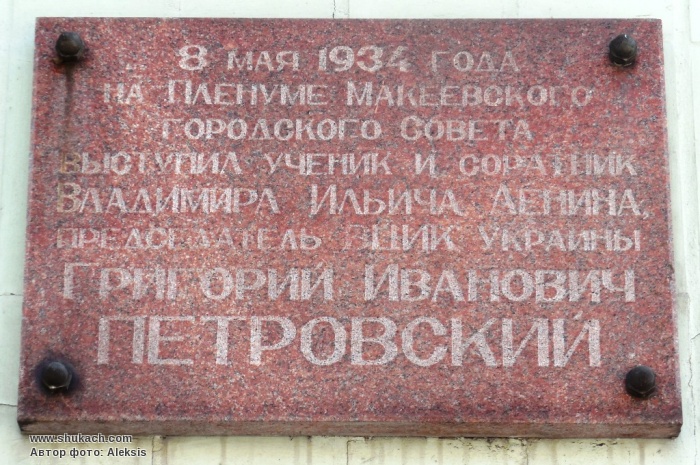 8 мая 1934 года
на Пленуме Макеевского
городского Совета
выступил ученик и соратник
Владимира Ильича Ленина,
председатель ВЦИК Украины
Григорий Иванович
ПЕТРОВСКИЙ
www.shukach.com
Автор фото: Aleksis